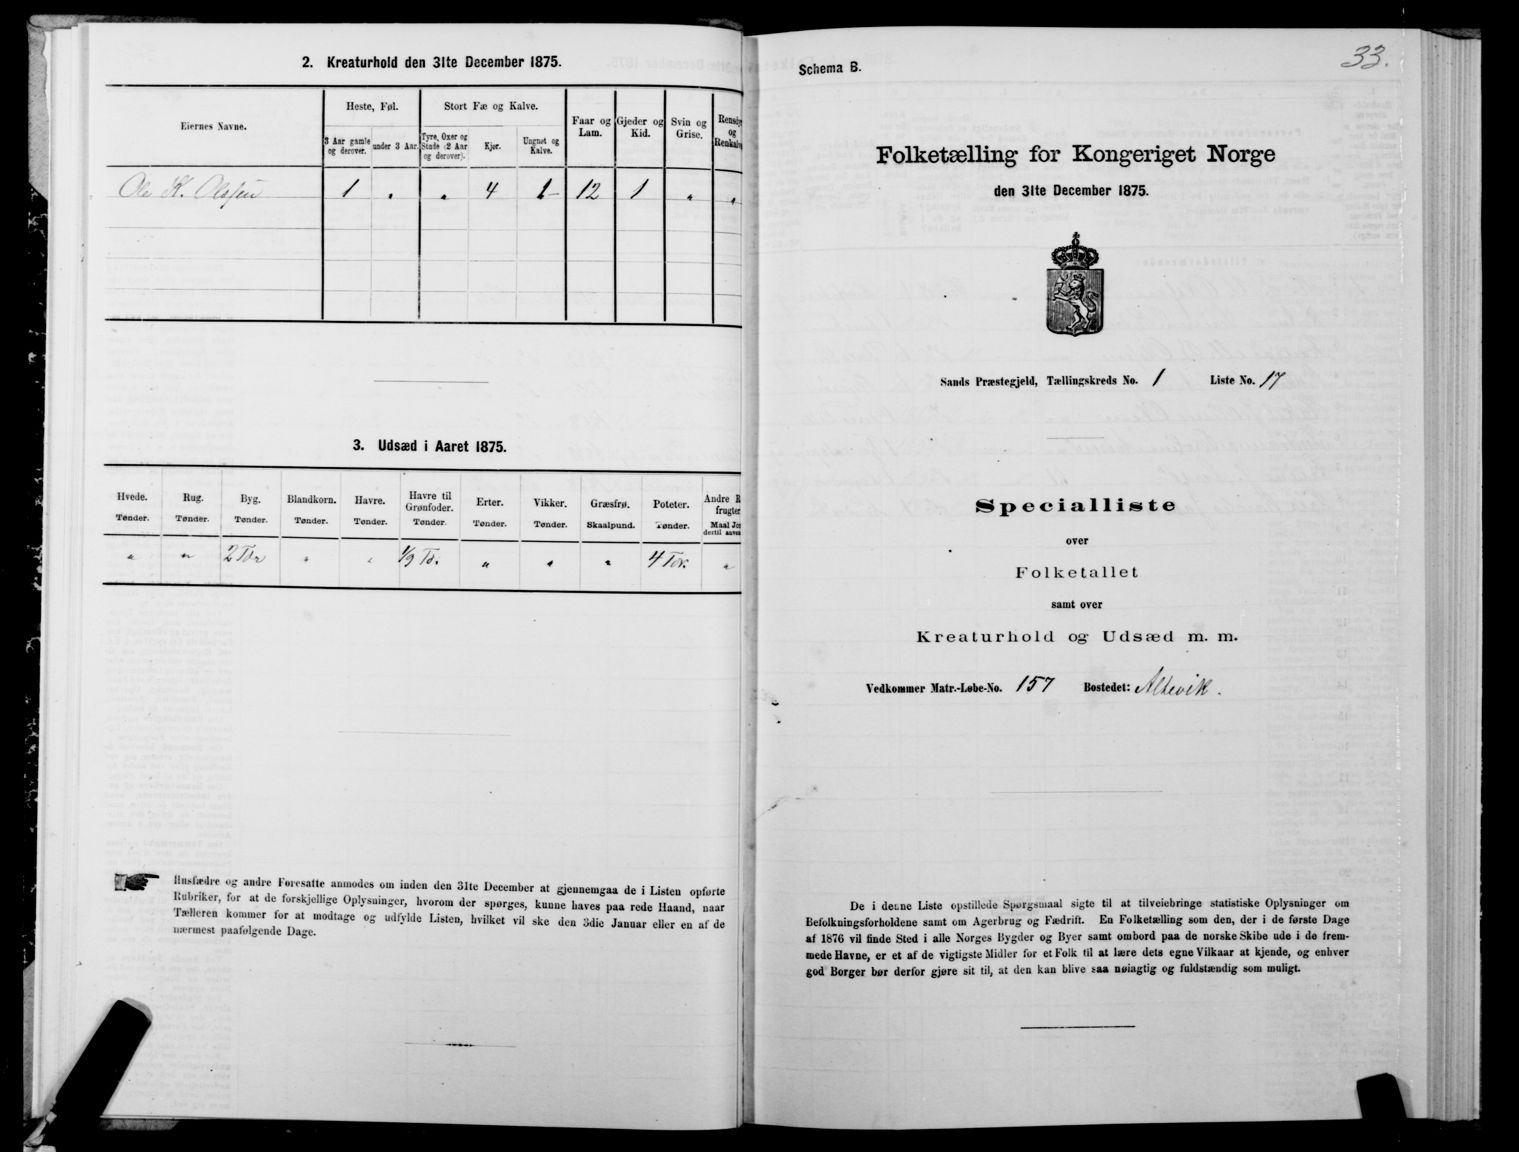 2. Kreaturhold den 31te December 1875.
Eiernes Navne.
Heste, Føl.
Stort Fæ og Kalve.
Faar og Lam.
Gjeder og Kid.
Svin og Grise.
og
3 Aar gamle og derover.
under 3 Aar.
Tyre, Oxer og Stude (2 Aar og derover).
Kjør.
Ungnøt og Kalve.
Ole K. Olssen 1 " " 4 1 12 1 " "
3. Udsæd i Aaret 1875.
Hvede. Rug. Byg. Blandkorn. Havre. Havre til Grønfoder. Erter. Vikker. Græsfrø. Poteter. Andre
Tønder. Tønder. Tønder. Tønder. Tønder. Tønder. Tønder. Tønder. Skaalpund. Tønder. Maal
" " 2 " " Td. " " " 4 "
Husfædre og andre Foresatte anmodes om inden den 31te December at gjennemgaa de i Listen opførte
Rubriker, for at de forskjellige Oplysninger, hvorom der spørges, kunne haves paa rede Haand, naar
Tælleren kommer for at modtage og udfylde Listen, hvilket vil ske den 3die Januar eller en af de
nærmest paafølgende Dage.
33.
Schema B.
Folketælling for Kongeriget Norge
den 31te December 1875.
Sands Præstegjeld, Tællingskreds No. 1 Liste No. 17
Specialliste
over
Folketallet
samt over
Kreaturhold og Udsæd m. m.
Vedkommer Matr.-Løbe-No. 157 Bostedet: Altevik.
De i denne Liste opstillede Spørgsmaal sigte til at tilveiebringe statistiske Oplysninger om
Befolkningsforholdene samt om Agerbrug og Fædrift. En Folketælling som den, der i de første Dage
af 1876 vil finde Sted i alle Norges Bygder og Byer samt ombord paa de norske Skibe ude i de frem-
mede Havne, er et af de vigtigste Midler for et Folk til at lære dets egne Vilkaar at kjende, og enhver
god Borger bør derfor gjøre sit til, at den kan blive saa nøiagtig og fuldstændig som muligt.